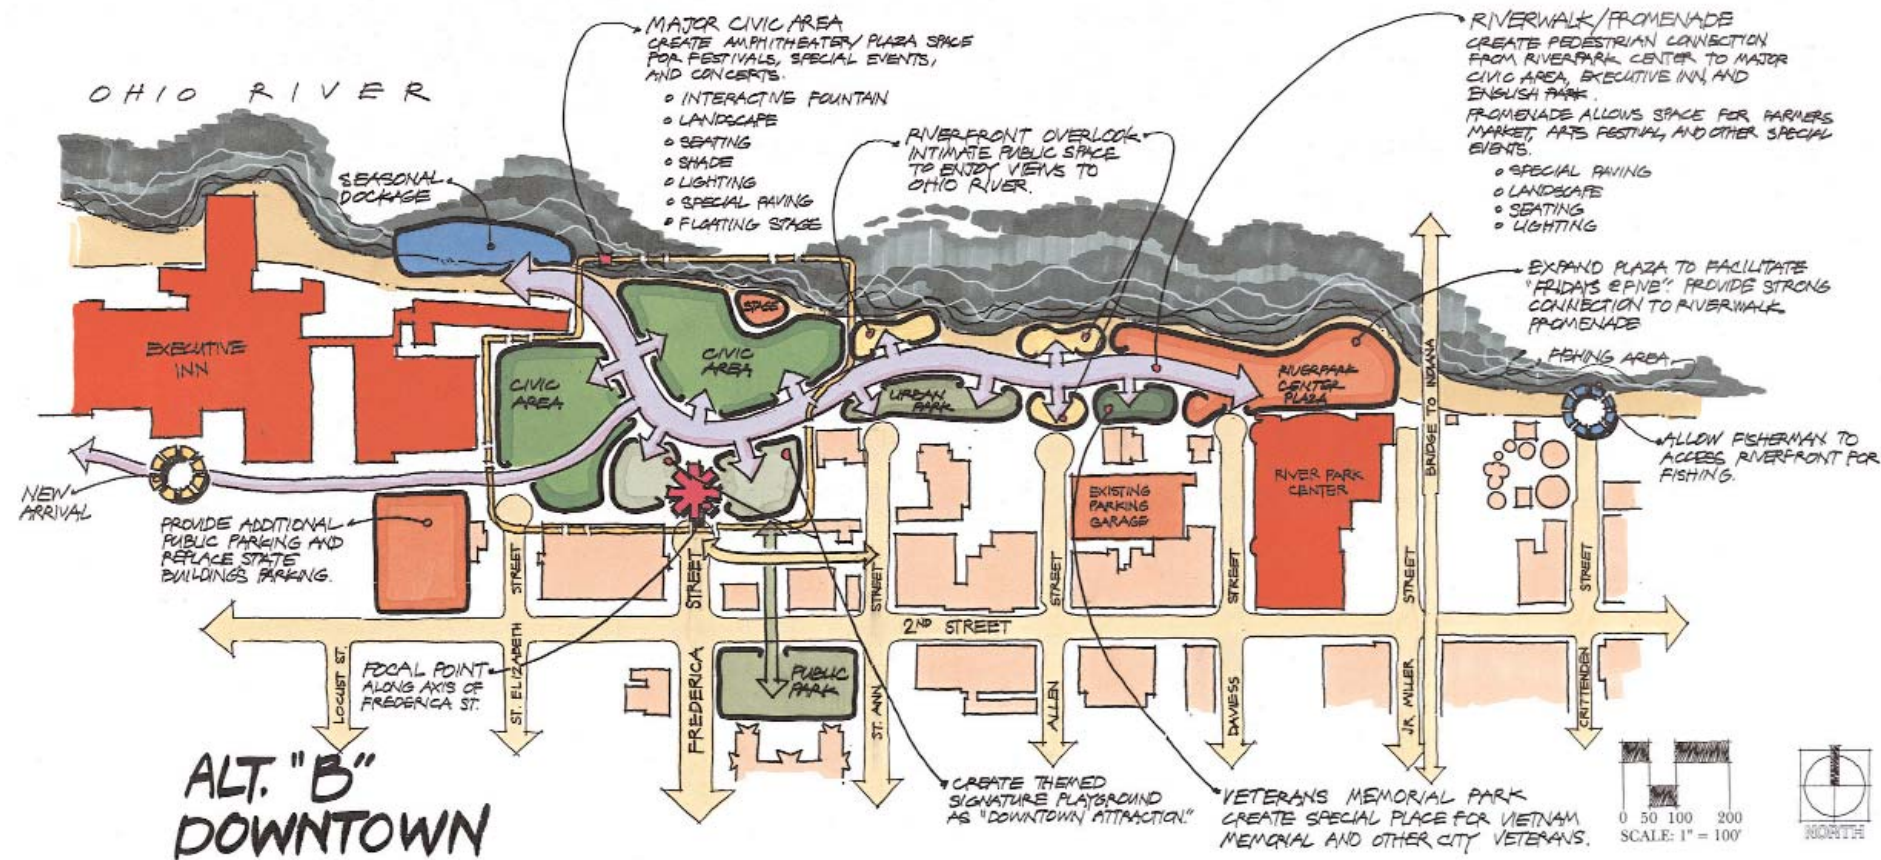 OHIO RIVER
MAJOR CIVIC AREA
CREATE AMPHITHEATER/ PLAZA SPACE
FOR FESTIVALS, SPECIAL EVENTS,
AND CONCERTS.
• INTERACTIVE FOUNTAIN
• LANDSCAPE
• SEATING
• SHADE
• LIGHTING
• SPECIAL PAVING
• FLOATING STAGE
RIVERFRONT OVERLOOK
INTIMATE PUBLIC SPACE
TO ENJOY VIEWS TO
OHIO RIVER.
RIVERWALK/PROMENADE
CREATE PEDESTRIAN CONNECTION
FROM RIVERPARK CENTER TO MAJOR
CIVIC AREA, EXECUTIVE INN, AND
ENGLISH PARK.
PROMENADE ALLOWS SPACE FOR FARMERS
MARKET, ARTS FESTIVAL, AND OTHER SPECIAL
EVENTS.
• SPECIAL PAVING
• LANDSCAPE
• SEATING
• LIGHTING
EXPAND PLAZA TO FACILITATE
"FRIDAYS @ FIVE". PROVIDE STRONG
CONNECTION TO RIVERWALK
PROMENADE
FISHING AREA
ALLOW FISHERMAN TO
ACCESS RIVERFRONT FOR
FISHING.
SEASONAL
DOCKAGE
EXECUTIVE
INN
STAGE
CIVIC
AREA
CIVIC
AREA
URBAN
PARK
RIVERPARK
CENTER
PLAZA
BRIDGE TO INDIANA
EXISTING
PARKING
GARAGE
RIVER PARK
CENTER
NEW
ARRIVAL
PROVIDE ADDITIONAL
PUBLIC PARKING AND
REPLACE STATE
BUILDINGS PARKING.
FOCAL POINT
ALONG AXIS OF
FREDERICA ST.
2ND STREET
PUBLIC
PARK
LOCUST ST.
ST. ELIZABETH STREET
FREDERICA STREET
ST. ANN STREET
ALLEN STREET
DAVIESS STREET
JR. MILLER STREET
CRITTENDEN STREET
CREATE THEMED
SIGNATURE PLAYGROUND
AS "DOWNTOWN ATTRACTION."
VETERANS MEMORIAL PARK
CREATE SPECIAL PLACE FOR VIETNAM
MEMORIAL AND OTHER CITY VETERANS.
ALT. "B"
DOWNTOWN
0 50 100 200
SCALE: 1" = 100'
NORTH